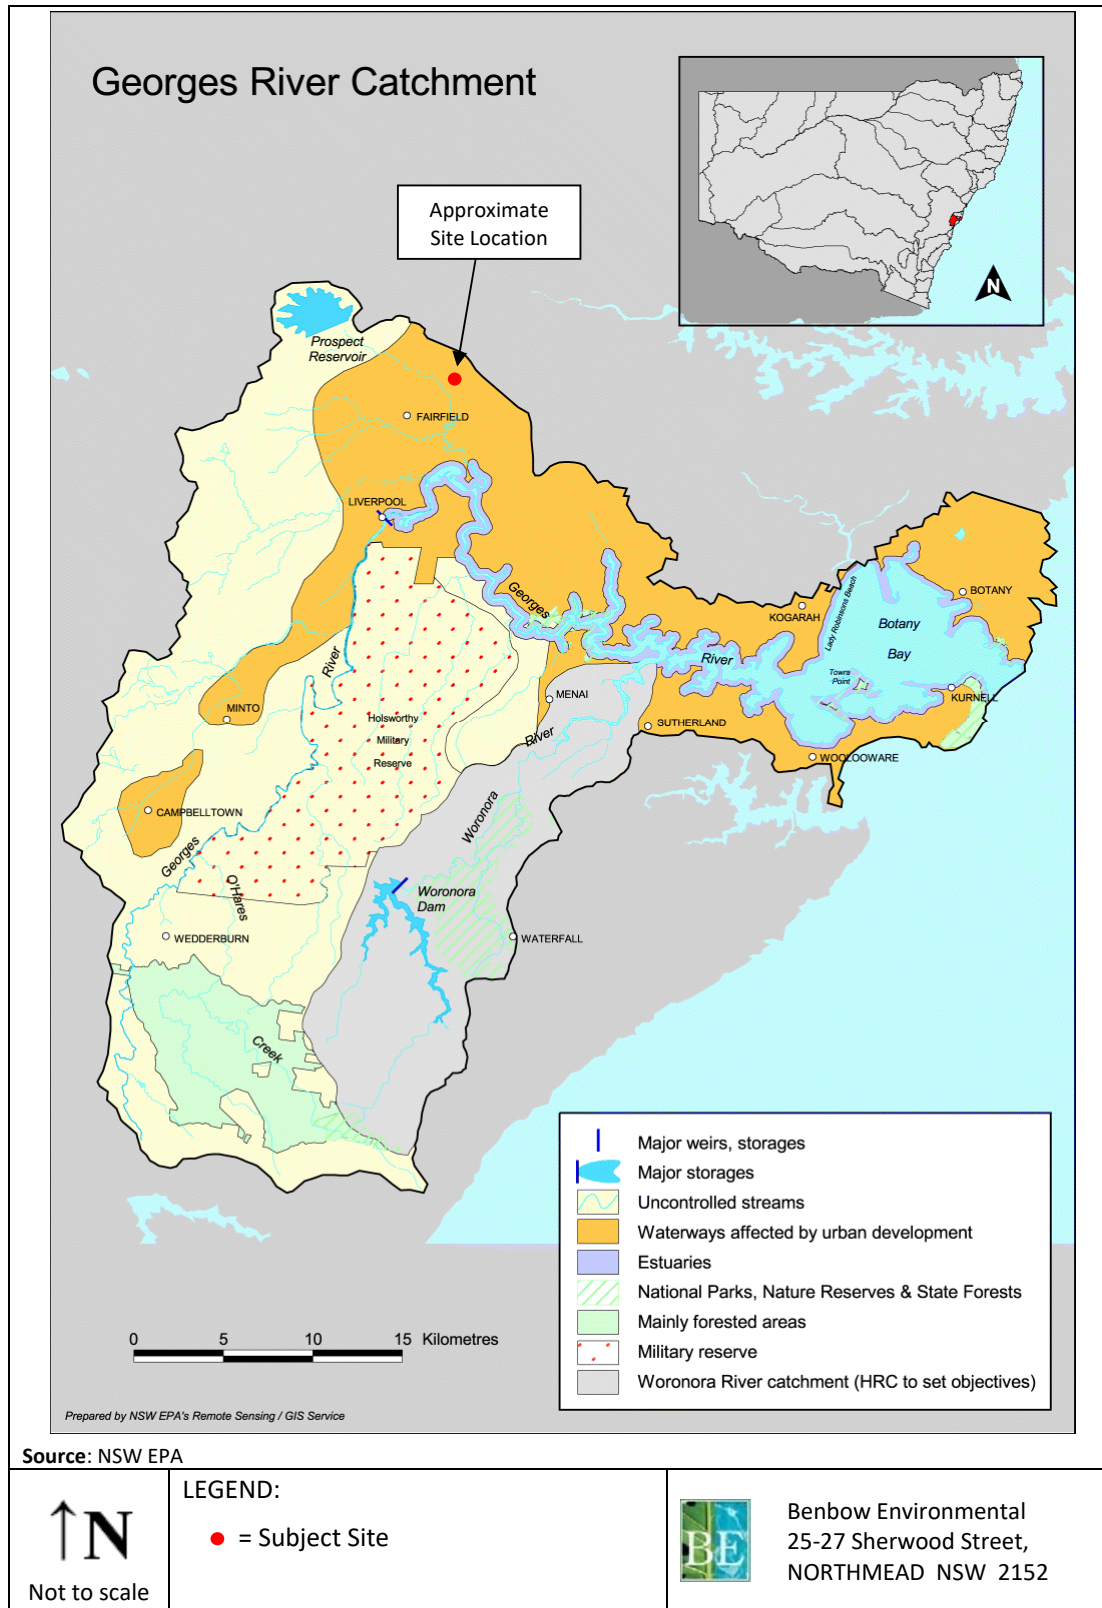 Georges River Catchment
N
Approximate
Site Location
Prospect
Reservoir
FAIRFIELD
LIVERPOOL
Georges
River
BOTANY
KOGARAH
Lady Robinsons Beach
Botany
Bay
River
Towra
Point
KURNELL
MENAI
MINTO
Holsworthy
Military
Reserve
SUTHERLAND
River
WOOLOOWARE
CAMPBELLTOWN
Woronora
Georges
O'Hares
Woronora
Dam
WEDDERBURN
WATERFALL
Creek
Major weirs, storages
Major storages
Uncontrolled streams
Waterways affected by urban development
Estuaries
National Parks, Nature Reserves & State Forests
Mainly forested areas
Military reserve
Woronora River catchment (HRC to set objectives)
0 5 10 15 Kilometres
Prepared by NSW EPA's Remote Sensing / GIS Service
Source: NSW EPA
↑N
Not to scale
LEGEND:
= Subject Site
BE
Benbow Environmental
25-27 Sherwood Street,
NORTHMEAD NSW 2152